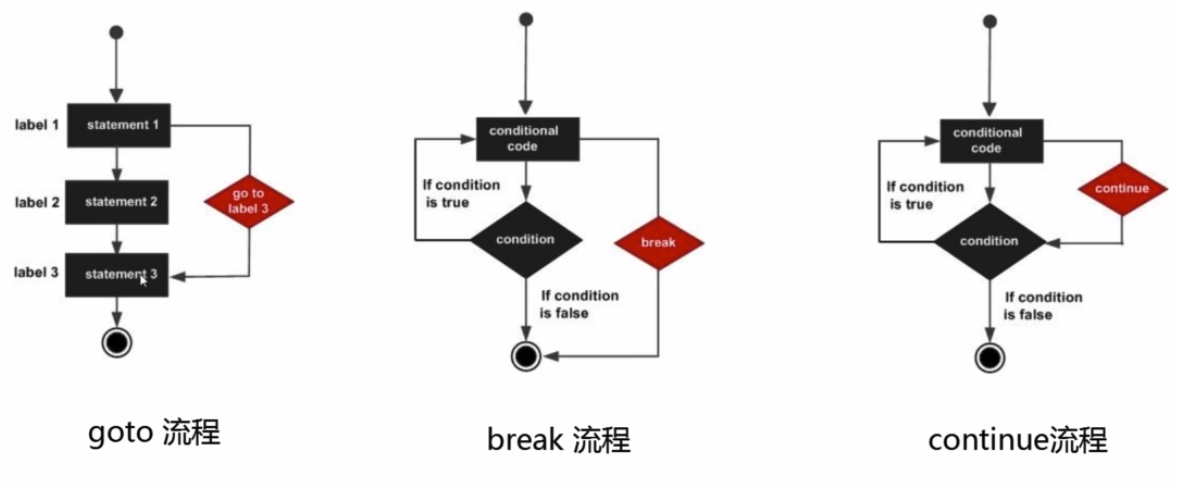 label 1
statement 1
label 2
statement 2
go to
label 3
label 3
statement 3
goto 流程
conditional
code
If condition
is true
condition
break
If condition
is false
break 流程
conditional
code
If condition
is true
continue
condition
If condition
is false
continue流程